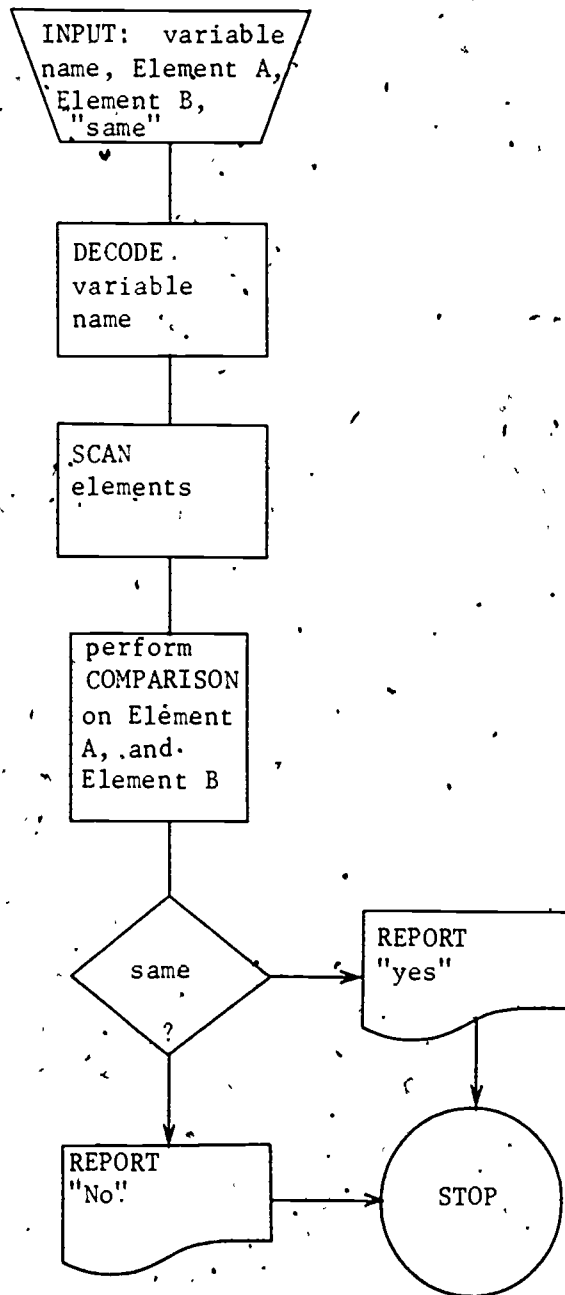 INPUT: variable
name, Element A,
Element B,
"same"
DECODE.
variable
name
SCAN
elements
perform
COMPARISON
on Element
A, and
Element B
same
?
REPORT
"yes"
REPORT
"No"
STOP